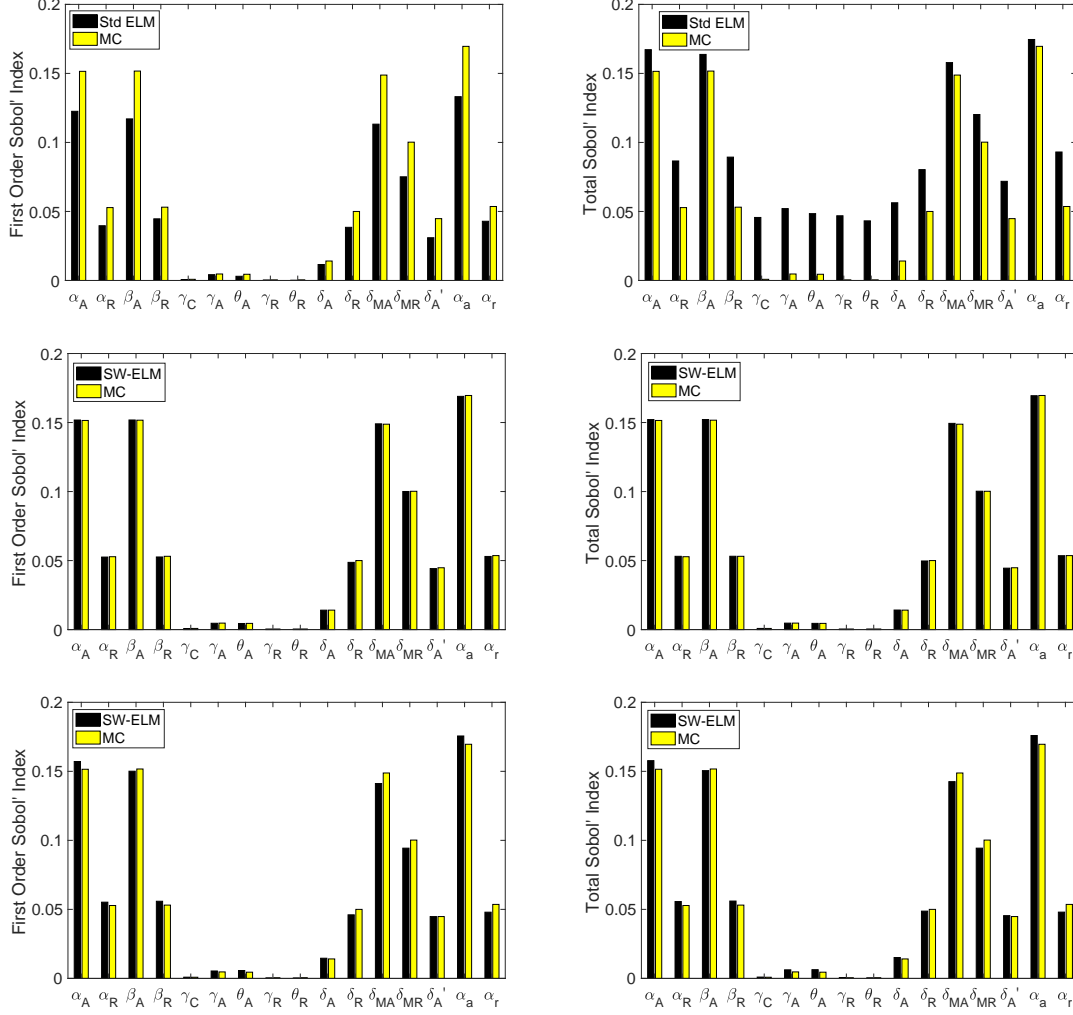 0.2
0.15
0.1
0.05
0
First Order Sobol' Index
Std ELM
MC
α_A α_R β_A β_R γ_C γ_A θ_A γ_R θ_R δ_A δ_R δ_MA δ_MR δ_A' α_a α_r
0.2
0.15
0.1
0.05
0
Total Sobol' Index
Std ELM
MC
α_A α_R β_A β_R γ_C γ_A θ_A γ_R θ_R δ_A δ_R δ_MA δ_MR δ_A' α_a α_r
0.2
0.15
0.1
0.05
0
First Order Sobol' Index
SW-ELM
MC
α_A α_R β_A β_R γ_C γ_A θ_A γ_R θ_R δ_A δ_R δ_MA δ_MR δ_A' α_a α_r
0.2
0.15
0.1
0.05
0
Total Sobol' Index
SW-ELM
MC
α_A α_R β_A β_R γ_C γ_A θ_A γ_R θ_R δ_A δ_R δ_MA δ_MR δ_A' α_a α_r
0.2
0.15
0.1
0.05
0
First Order Sobol' Index
SW-ELM
MC
α_A α_R β_A β_R γ_C γ_A θ_A γ_R θ_R δ_A δ_R δ_MA δ_MR δ_A' α_a α_r
0.2
0.15
0.1
0.05
0
Total Sobol' Index
SW-ELM
MC
α_A α_R β_A β_R γ_C γ_A θ_A γ_R θ_R δ_A δ_R δ_MA δ_MR δ_A' α_a α_r